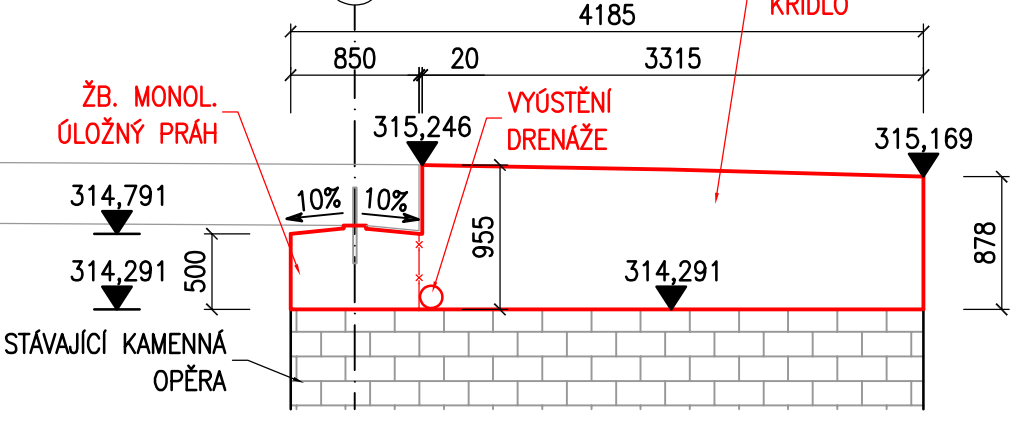 KŘÍDLO
4185
850
20
3315
ŽB. MONOL.
ÚLOŽNÝ PRÁH
315,246
VYÚSTĚNÍ
DRENÁŽE
315,169
314,791
10%
10%
955
878
500
314,291
314,291
STÁVAJÍCÍ KAMENNÁ
OPĚRA